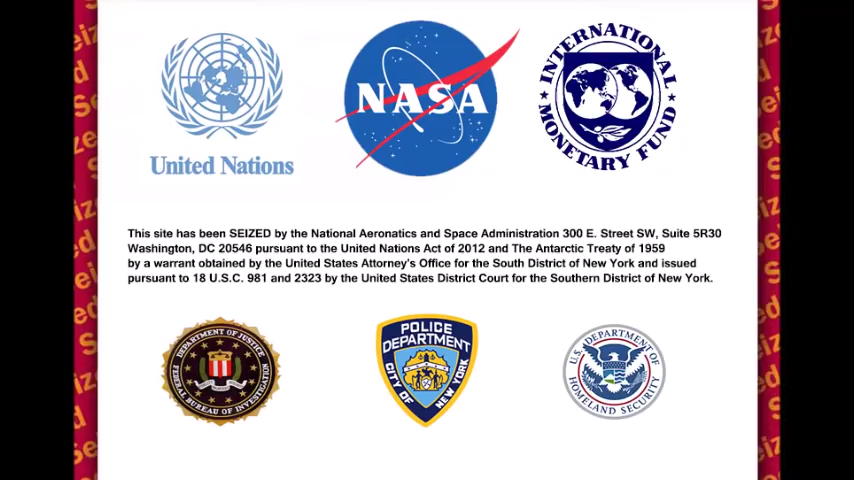 NASA
INTERNATIONAL
MONETARY FUND
United Nations
This site has been SEIZED by the National Aeronatics and Space Administration 300 E. Street SW, Suite 5R30
Washington, DC 20546 pursuant to the United Nations Act of 2012 and The Antarctic Treaty of 1959
by a warrant obtained by the United States Attorney's Office for the South District of New York and issued
pursuant to 18 U.S.C. 981 and 2323 by the United States District Court for the Southern District of New York.
DEPARTMENT OF JUSTICE
FEDERAL BUREAU OF INVESTIGATION
POLICE
DEPARTMENT
CITY OF NEW YORK
U.S. DEPARTMENT OF
HOMELAND SECURITY
Seized
Seized